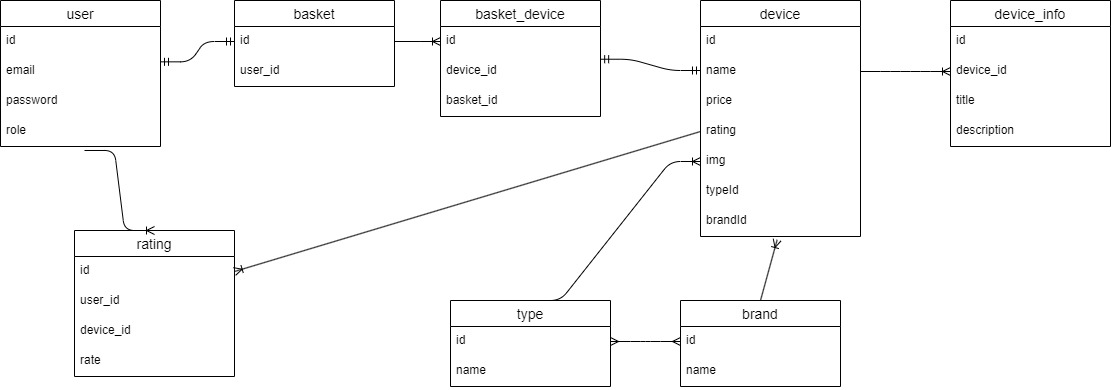 user
id
email
password
role
basket
id
user_id
basket_device
id
device_id
basket_id
device
id
name
price
rating
img
typeId
brandId
device_info
id
device_id
title
description
rating
id
user_id
device_id
rate
type
id
name
brand
id
name